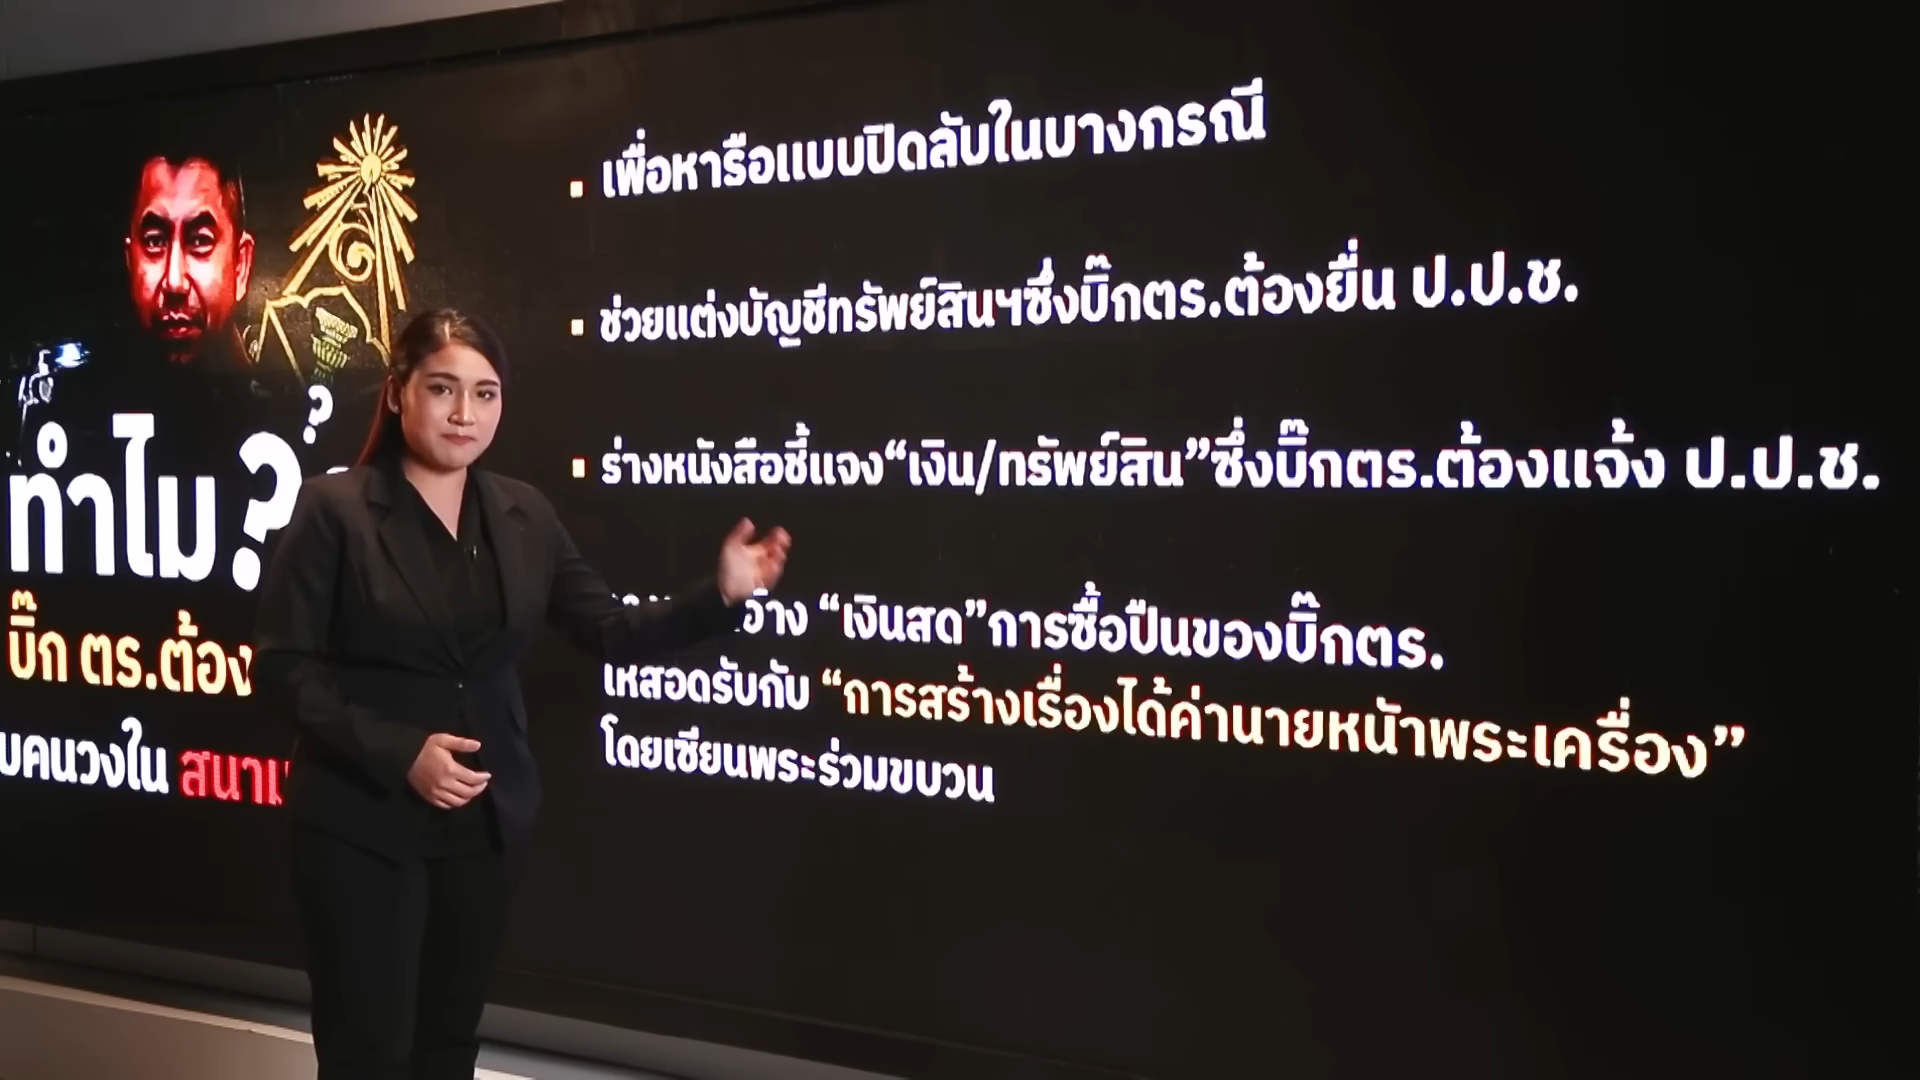 ทำไม??
บิ๊ก ตร.ต้อง
คนวงใน
เพื่อหารือแบบปิดลับในบางกรณี
ช่วยแต่งบัญชีทรัพย์สินฯซึ่งบิ๊กตร.ต้องยื่น ป.ป.ช.
ร่างหนังสือชี้แจง“เงิน/ทรัพย์สิน”ซึ่งบิ๊กตร.ต้องแจ้ง ป.ป.ช.
“เงินสด”การซื้อปืนของบิ๊กตร.
เหสอดรับกับ “การสร้างเรื่องได้ค่านายหน้าพระเครื่อง”
โดยเซียนพระร่วมขบวน